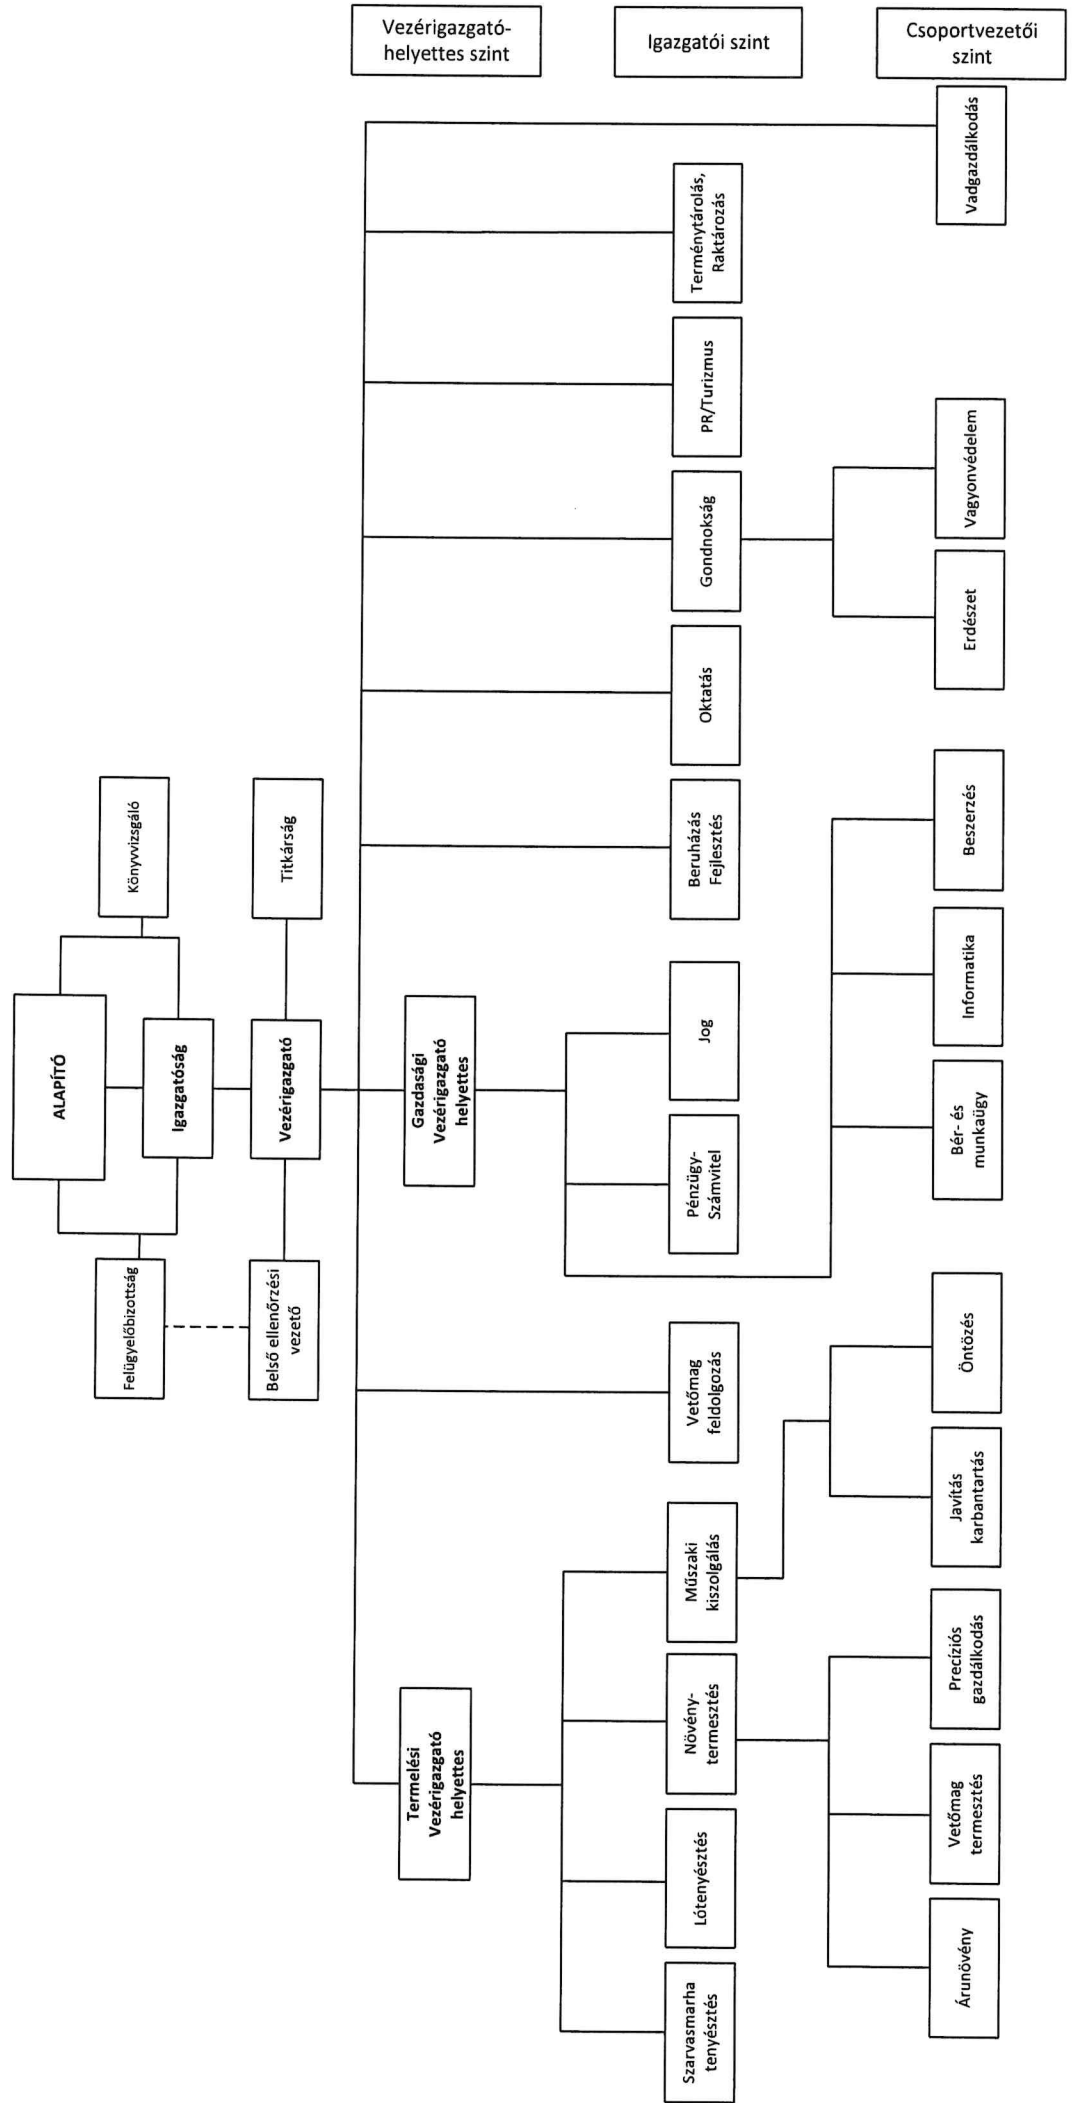 ALAPÍTÓ
Felügyelőbizottság
Könyvvizsgáló
Igazgatóság
Belső ellenőrzési
vezető
Vezérigazgató
Titkárság
Vezérigazgató-
helyettes szint
Termelési
Vezérigazgató
helyettes
Gazdasági
Vezérigazgató
helyettes
Igazgatói szint
Szarvasmarha
tenyésztés
Lótenyésztés
Növény-
termesztés
Műszaki
kiszolgálás
Vetőmag
feldolgozás
Pénzügy-
Számvitel
Jog
Beruházás
Fejlesztés
Oktatás
Gondnokság
PR/Turizmus
Terménytárolás,
Raktározás
Csoportvezetői
szint
Árunövény
Vetőmag
termesztés
Precíziós
gazdálkodás
Javítás
karbantartás
Öntözés
Bér- és
munkaügy
Informatika
Beszerzés
Erdészet
Vagyonvédelem
Vadgazdálkodás